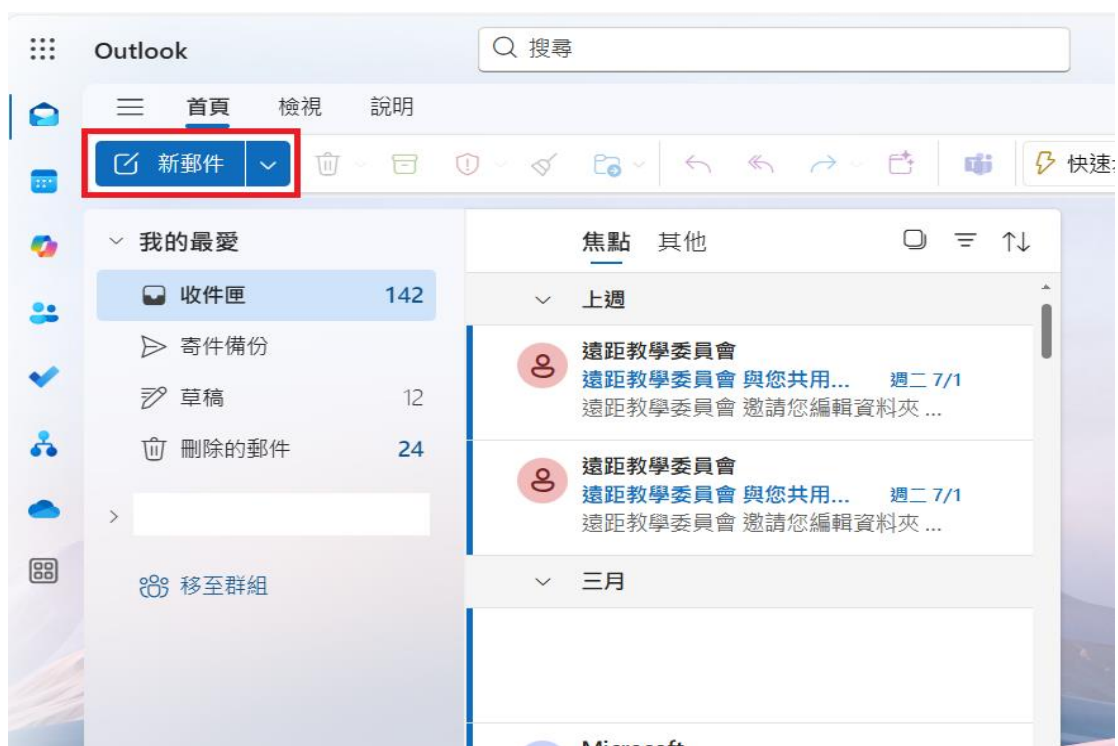 Outlook
搜尋
首頁 檢視 說明
新郵件
快速
我的最愛
焦點 其他
收件匣 142
上週
寄件備份
遠距教學委員會
遠距教學委員會 與您共用... 週二 7/1
遠距教學委員會 邀請您編輯資料夾 ...
草稿 12
刪除的郵件 24
遠距教學委員會
遠距教學委員會 與您共用... 週二 7/1
遠距教學委員會 邀請您編輯資料夾 ...
移至群組
三月
Microsoft